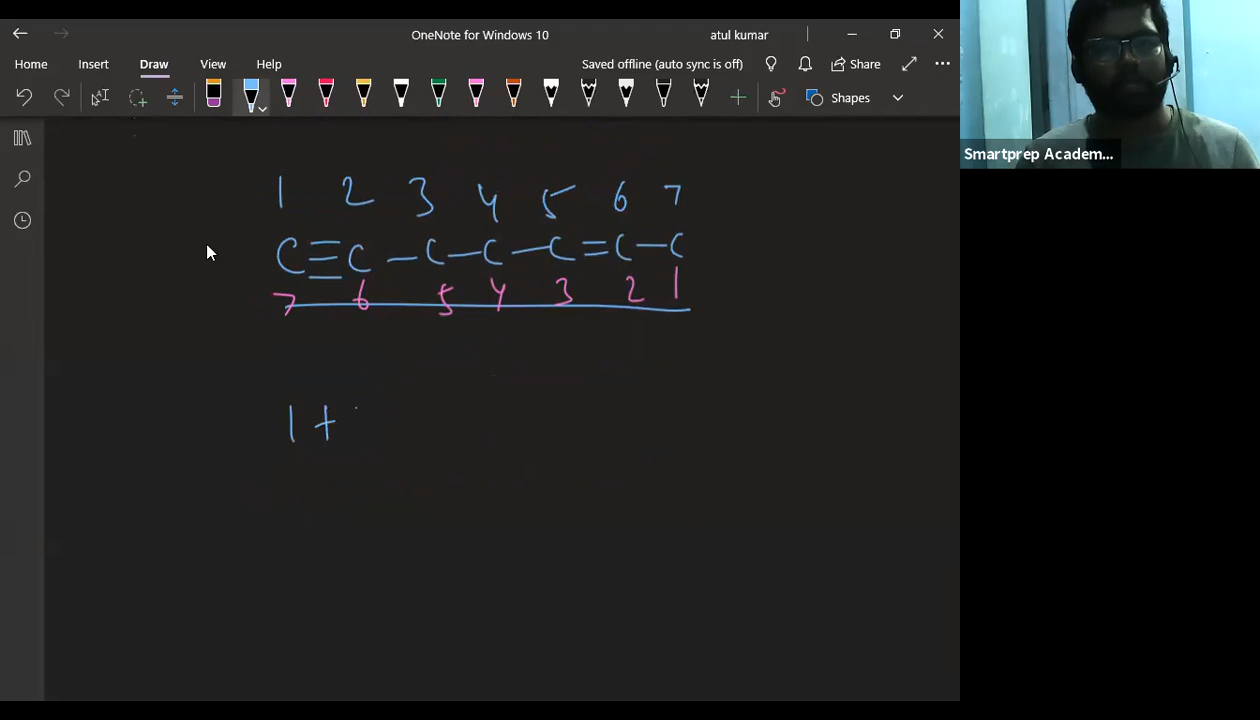 OneNote for Windows 10
atul kumar
Home Insert Draw View Help
Saved offline (auto sync is off)
Share
Shapes
Smartprep Academ...
1 2 3 4 5 6 7
C≡C-C-C-C=C-C
7 6 5 4 3 2 1
1 +